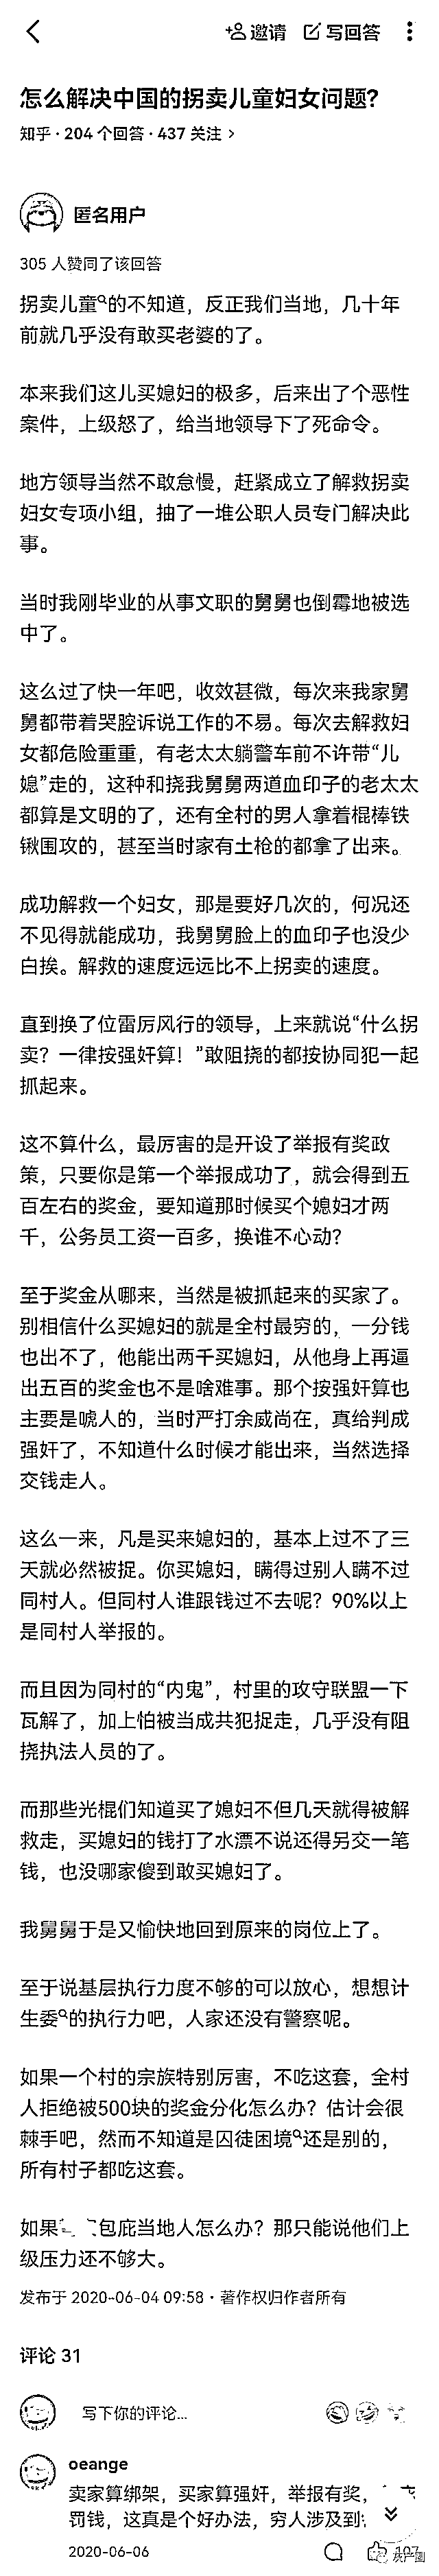 邀请 写回答
怎么解决中国的拐卖儿童妇女问题?
知乎 · 204 个回答 · 437 关注 >
匿名用户
305 人赞同了该回答
拐卖儿童的不知道，反正我们当地，几十年
前就几乎没有敢买老婆的了。
本来我们这儿买媳妇的极多，后来出了个恶性
案件，上级怒了，给当地领导下了死命令。
地方领导当然不敢怠慢，赶紧成立了解救拐卖
妇女专项小组，抽了一堆公职人员专门解决此
事。
当时我刚毕业的从事文职的舅舅也倒霉地被选
中了。
这么过了快一年吧，收效甚微，每次来我家舅
舅都带着哭腔诉说工作的不易。每次去解救妇
女都危险重重，有老太太躺警车前不许带“儿
媳”走的，这种和挠我舅舅两道血印子的老太太
都算是文明的了，还有全村的男人拿着棍棒铁
锹围攻的，甚至当时家有土枪的都拿了出来。
成功解救一个妇女，那是要好几次的，何况还
不见得就能成功，我舅舅脸上的血印子也没少
白挨。解救的速度远远比不上拐卖的速度。
直到换了位雷厉风行的领导，上来就说“什么拐
卖？一律按强奸算！”敢阻挠的都按协同犯一起
抓起来。
这不算什么，最厉害的是开设了举报有奖政
策，只要你是第一个举报成功了，就会得到五
百左右的奖金，要知道那时候买个媳妇才两
千，公务员工资一百多，换谁不心动？
至于奖金从哪来，当然是被抓起来的买家了。
别相信什么买媳妇的就是全村最穷的，一分钱
也出不了，他能出两千买媳妇，从他身上再逼
出五百的奖金也不是啥难事。那个按强奸算也
主要是唬人的，当时严打余威尚在，真给判成
强奸了，不知道什么时候才能出来，当然选择
交钱走人。
这么一来，凡是买来媳妇的，基本上过不了三
天就必然被捉。你买媳妇，瞒得过别人瞒不过
同村人。但同村人谁跟钱过不去呢？90%以上
是同村人举报的。
而且因为同村的“内鬼”，村里的攻守联盟一下
瓦解了，加上怕被当成共犯捉走，几乎没有阻
挠执法人员的了。
而那些光棍们知道买了媳妇不但几天就得被解
救走，买媳妇的钱打了水漂不说还得另交一笔
钱，也没哪家傻到敢买媳妇了。
我舅舅于是又愉快地回到原来的岗位上了。
至于说基层执行力度不够的可以放心，想想计
生委的执行力吧，人家还没有警察呢。
如果一个村的宗族特别厉害，不吃这套，全村
人拒绝被500块的奖金分化怎么办？估计会很
棘手吧，然而不知道是囚徒困境还是别的，
所有村子都吃这套。
如果 包庇当地人怎么办？那只能说他们上
级压力还不够大。
发布于 2020-06-04 09:58 · 著作权归作者所有
评论 31
写下你的评论...
oeange
卖家算绑架，买家算强奸，举报有奖，
罚钱，这真是个好办法，穷人涉及到
2020-06-06